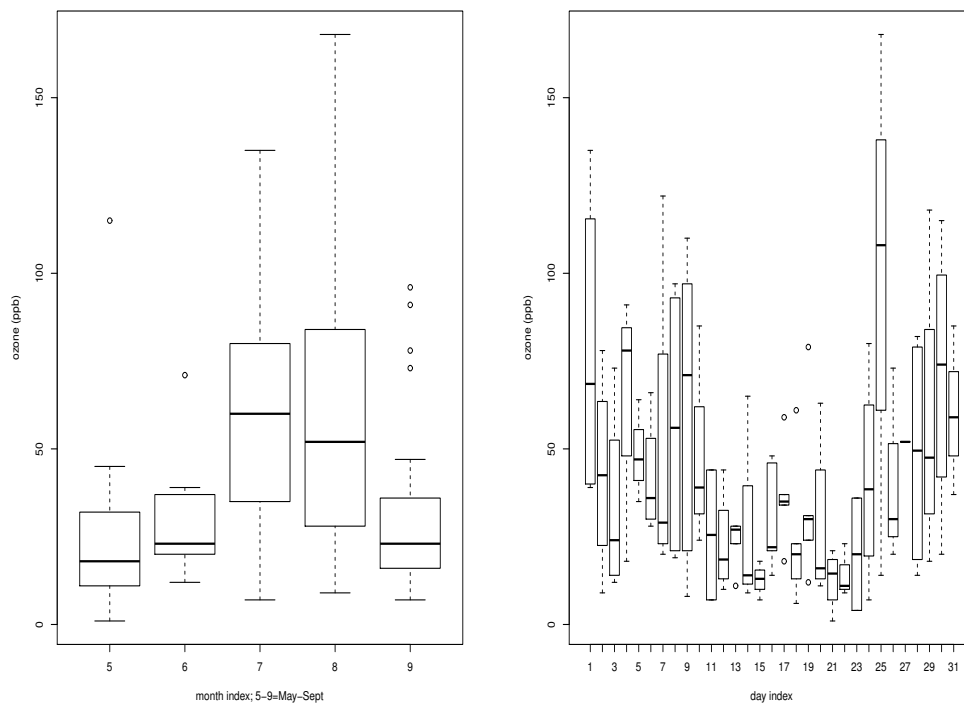 150
100
50
0
ozone (ppb)
5 6 7 8 9
month index; 5-9=May-Sept
150
100
50
0
ozone (ppb)
1 3 5 7 9 11 13 15 17 19 21 23 25 27 29 31
day index